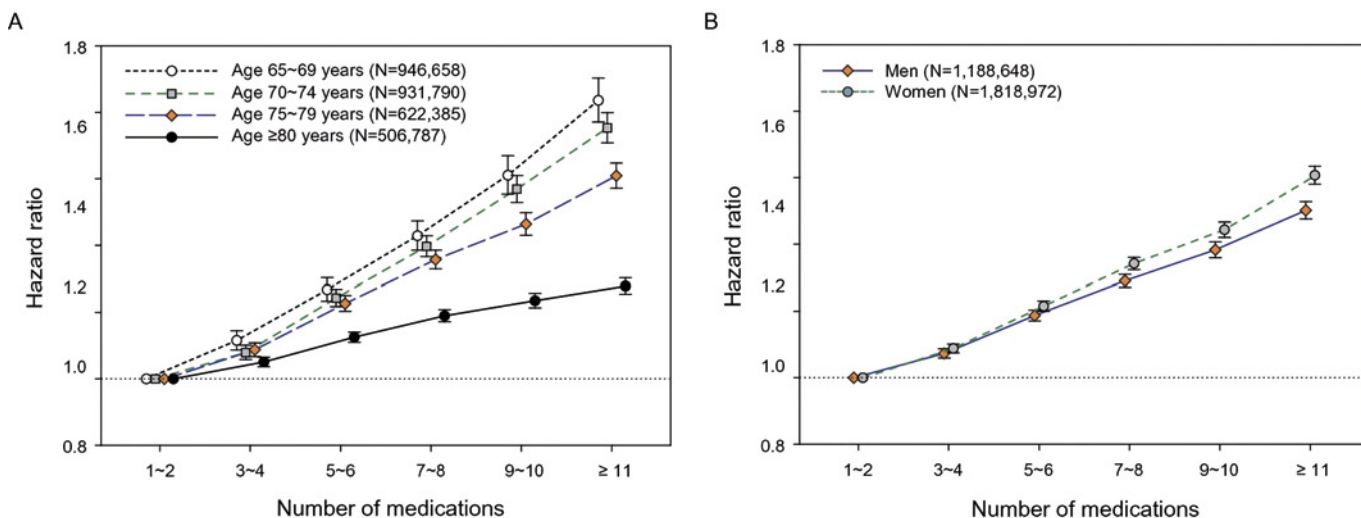 A
1.8
1.6
1.4
1.2
1.0
0.8
Hazard ratio
Age 65~69 years (N=946,658)
Age 70~74 years (N=931,790)
Age 75~79 years (N=622,385)
Age ≥80 years (N=506,787)
1~2 3~4 5~6 7~8 9~10 ≥ 11
Number of medications
B
1.8
1.6
1.4
1.2
1.0
0.8
Hazard ratio
Men (N=1,188,648)
Women (N=1,818,972)
1~2 3~4 5~6 7~8 9~10 ≥ 11
Number of medications